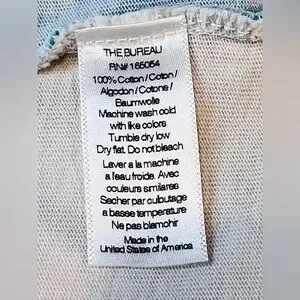 THE BUREAU
RN# 165054
100% Cotton / Coton /
Algodon / Cotone /
Baumwolle
Machine wash cold
with like colors
Tumble dry low
Dry flat. Do not bleach
Laver a la machine
a l'eau froide. Avec
couleurs similares
Secher par culbutage
a basse temperature
Ne pas blamohir
Made in the
United States of America